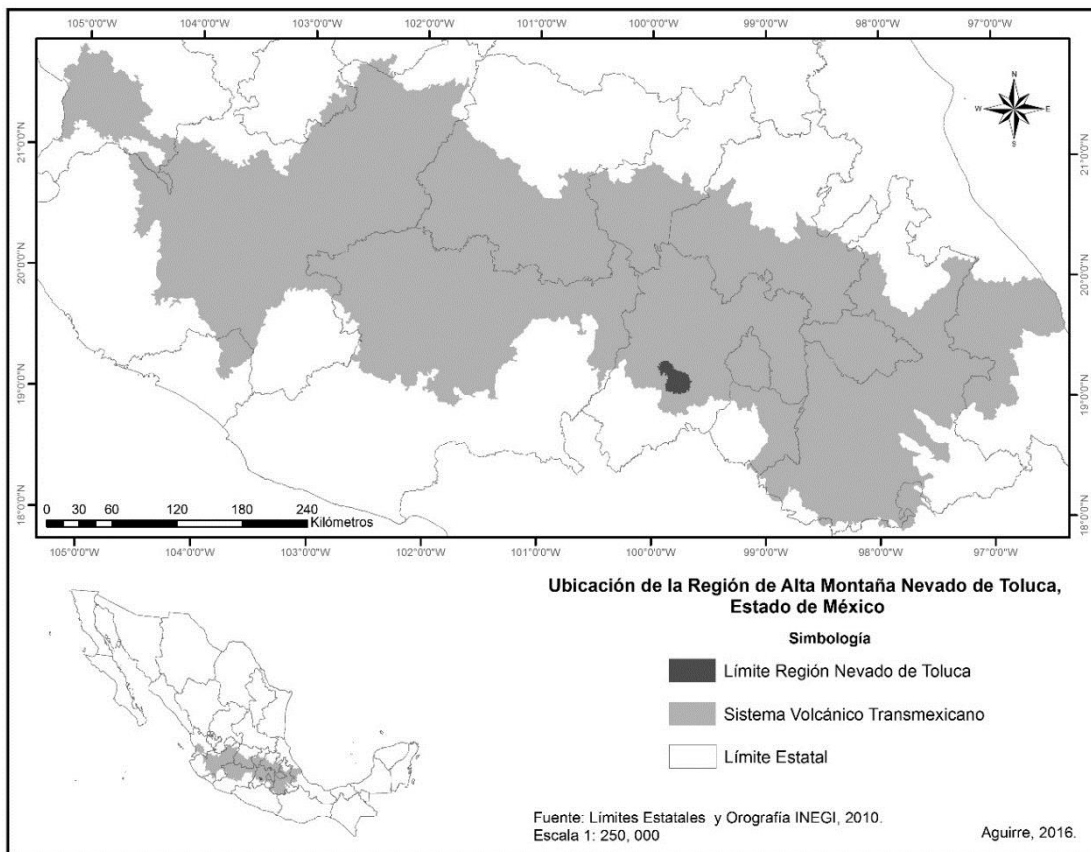 105°0'0"W 104°0'0"W 103°0'0"W 102°0'0"W 101°0'0"W 100°0'0"W 99°0'0"W 98°0'0"W 97°0'0"W
N
W E
S
21°0'0"N 21°0'0"N
20°0'0"N 20°0'0"N
19°0'0"N 19°0'0"N
18°0'0"N 18°0'0"N
0 30 60 120 180 240
Kilómetros
105°0'0"W 104°0'0"W 103°0'0"W 102°0'0"W 101°0'0"W 100°0'0"W 99°0'0"W 98°0'0"W 97°0'0"W
Ubicación de la Región de Alta Montaña Nevado de Toluca,
Estado de México
Simbología
Límite Región Nevado de Toluca
Sistema Volcánico Transmexicano
Límite Estatal
Fuente: Límites Estatales y Orografía INEGI, 2010.
Escala 1: 250, 000
Aguirre, 2016.